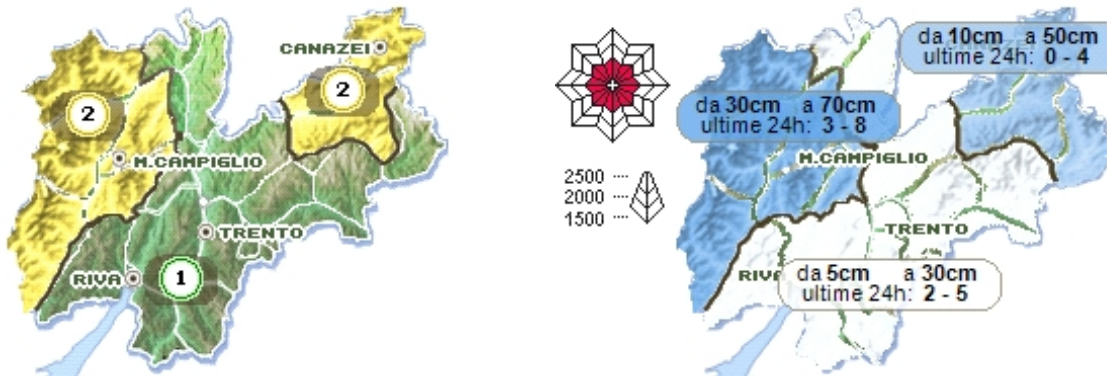 CANAZEI
2
2
M.CAMPIGLIO
TRENTO
RIVA
1
da 10cm a 50cm
ultime 24h: 0 - 4
da 30cm a 70cm
ultime 24h: 3 - 8
M.CAMPIGLIO
2500
2000
1500
TRENTO
RIVA
da 5cm a 30cm
ultime 24h: 2 - 5